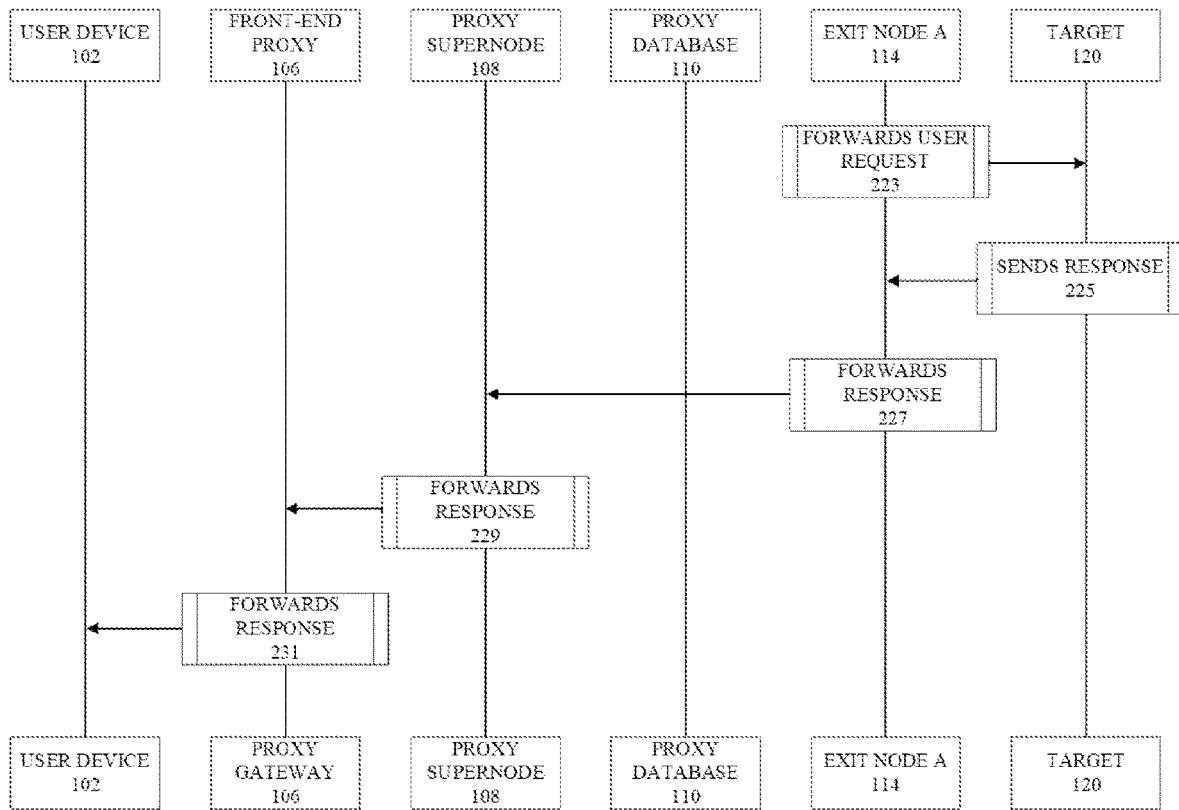 USER DEVICE
102
FRONT-END
PROXY
106
PROXY
SUPERNODE
108
PROXY
DATABASE
110
EXIT NODE A
114
TARGET
120
FORWARDS USER
REQUEST
223
SENDS RESPONSE
225
FORWARDS
RESPONSE
227
FORWARDS
RESPONSE
229
FORWARDS
RESPONSE
231
USER DEVICE
102
PROXY
GATEWAY
106
PROXY
SUPERNODE
108
PROXY
DATABASE
110
EXIT NODE A
114
TARGET
120